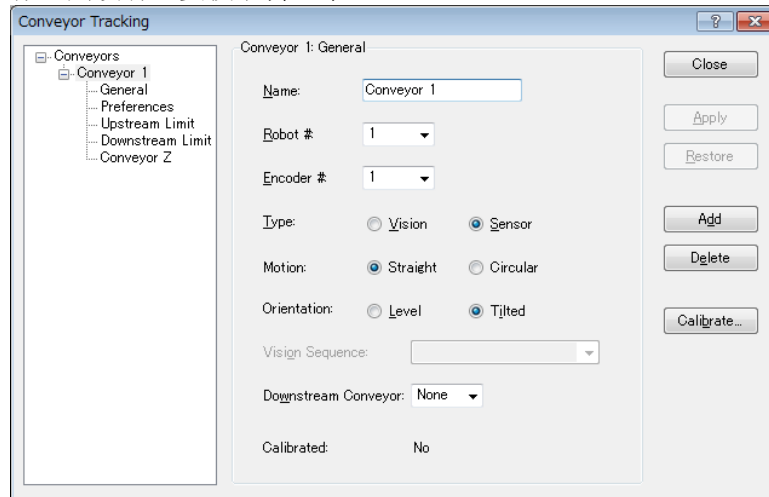 Conveyor Tracking
Conveyors
Conveyor 1
General
Preferences
Upstream Limit
Downstream Limit
Conveyor Z
Conveyor 1: General
Name: Conveyor 1
Robot # 1
Encoder # 1
Type: Vision Sensor
Motion: Straight Circular
Orientation: Level Tilted
Vision Sequence:
Downstream Conveyor: None
Calibrated: No
Close
Apply
Restore
Add
Delete
Calibrate...